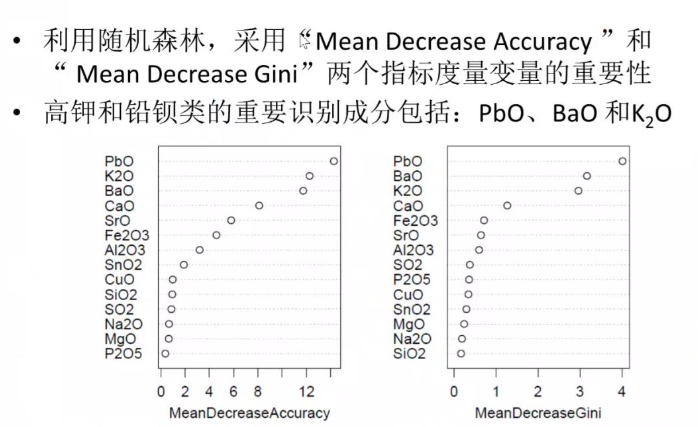 • 利用随机森林，采用“Mean Decrease Accuracy ”和
“ Mean Decrease Gini”两个指标度量变量的重要性
• 高钾和铅钡类的重要识别成分包括：PbO、BaO 和K₂O
PbO
K2O
BaO
CaO
SrO
Fe2O3
Al2O3
SnO2
CuO
SiO2
SO2
Na2O
MgO
P2O5
0 2 4 6 8 12
MeanDecreaseAccuracy
PbO
BaO
K2O
CaO
Fe2O3
SrO
Al2O3
SO2
P2O5
CuO
SnO2
MgO
Na2O
SiO2
0 1 2 3 4
MeanDecreaseGini